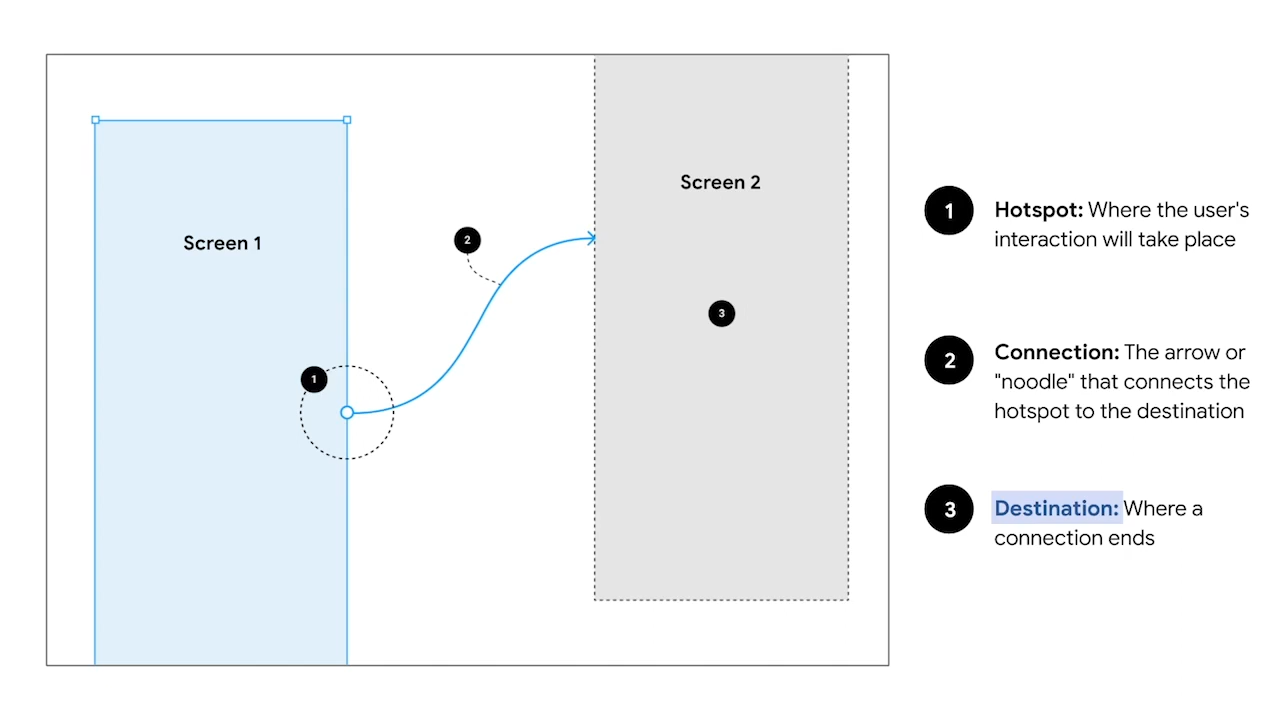 Screen 1
Screen 2
2
3
1
1
Hotspot: Where the user's
interaction will take place
2
Connection: The arrow or
"noodle" that connects the
hotspot to the destination
3
Destination: Where a
connection ends